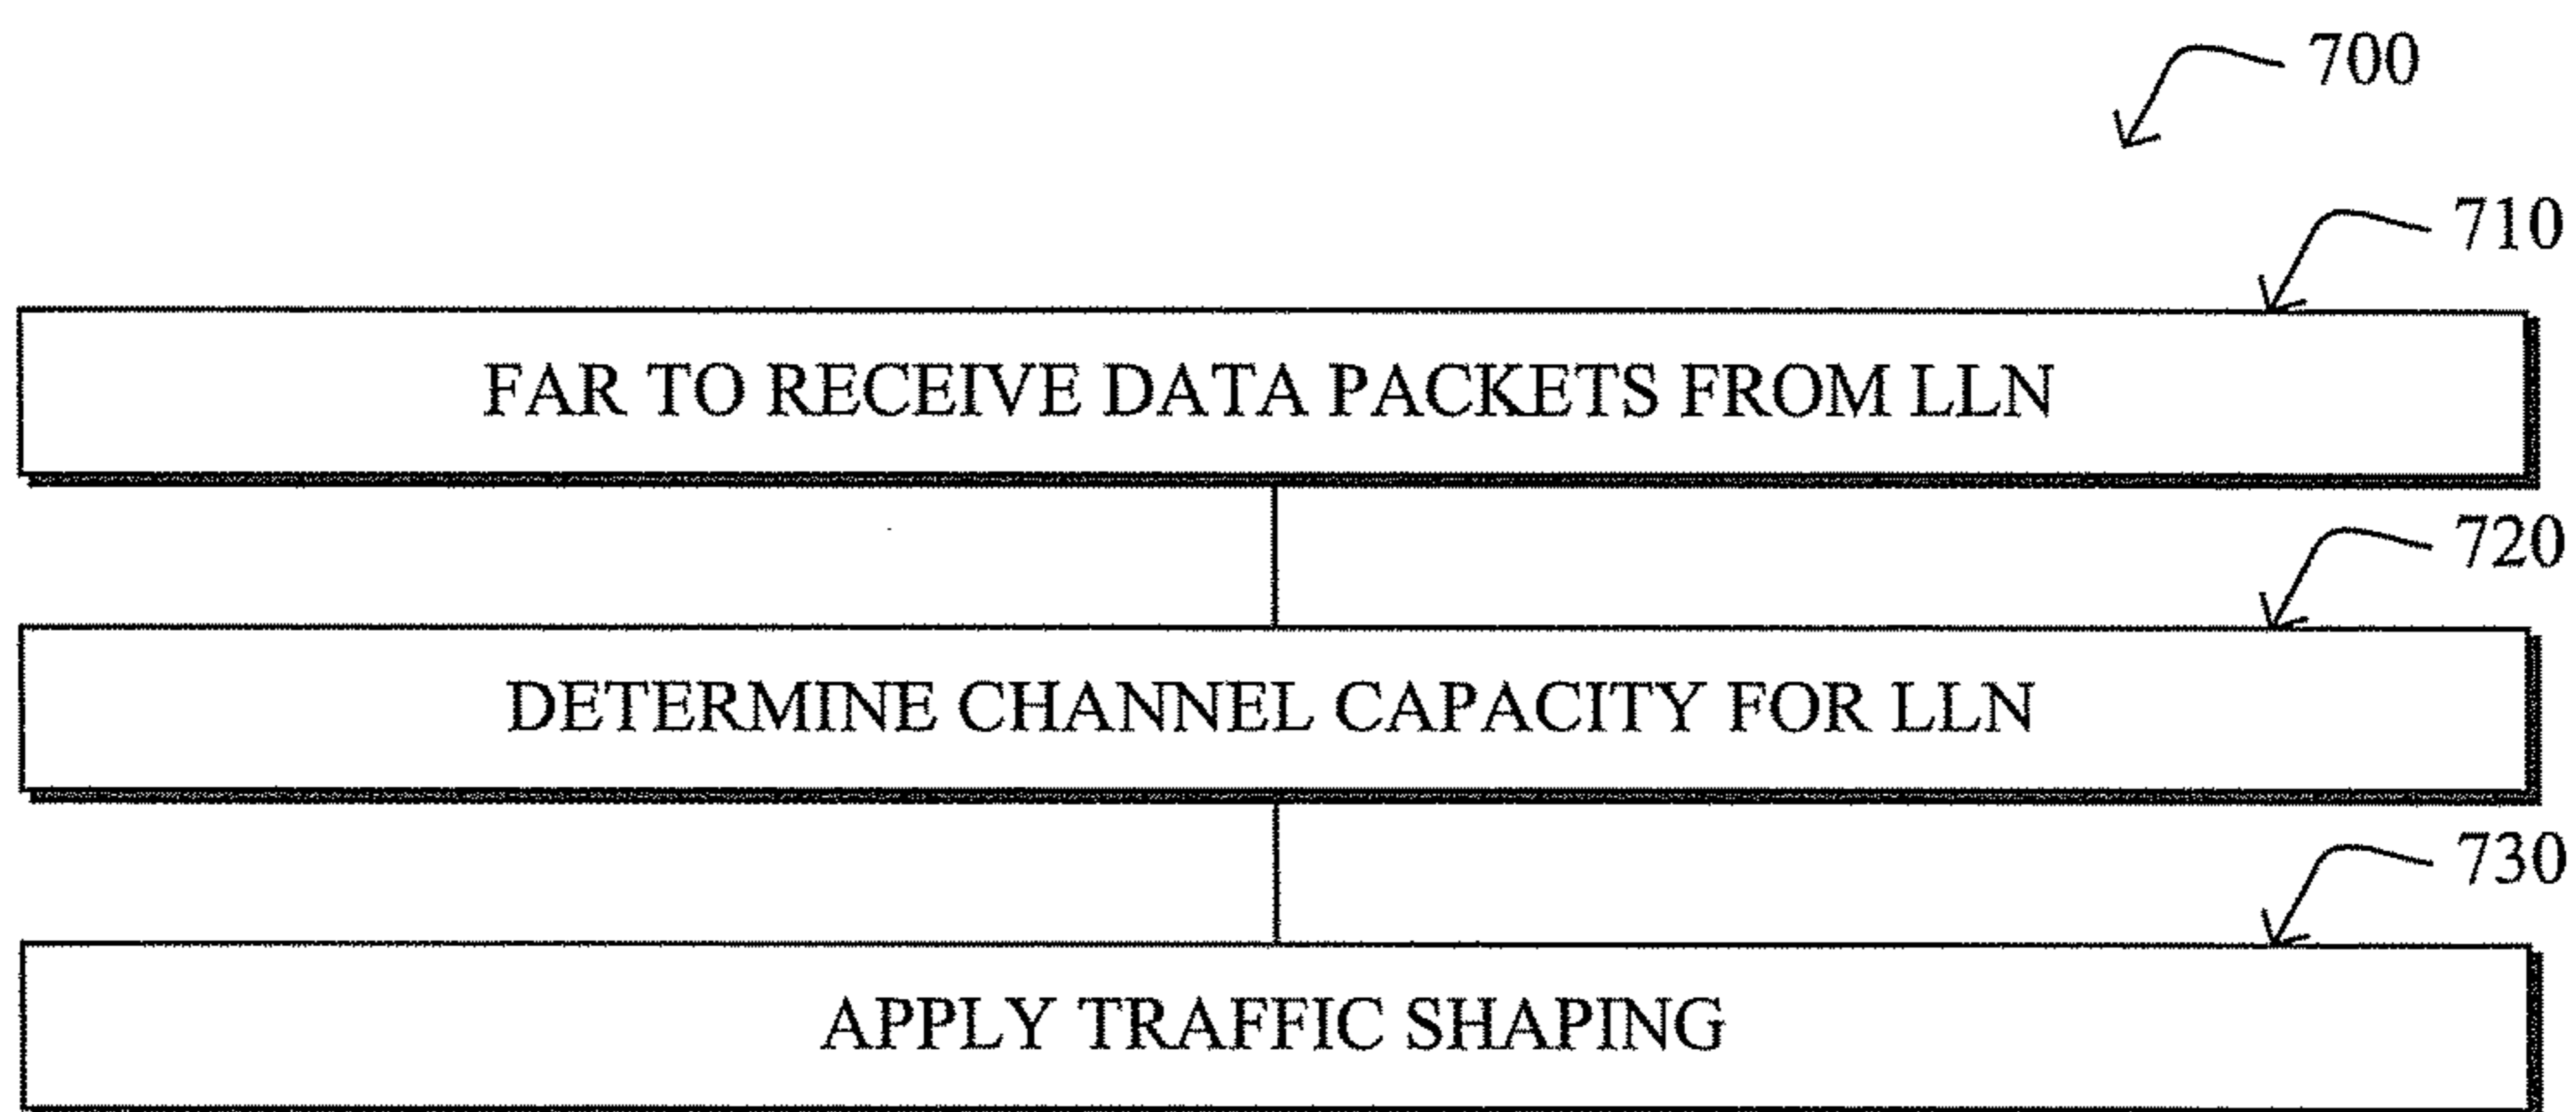 700
710
FAR TO RECEIVE DATA PACKETS FROM LLN
720
DETERMINE CHANNEL CAPACITY FOR LLN
730
APPLY TRAFFIC SHAPING